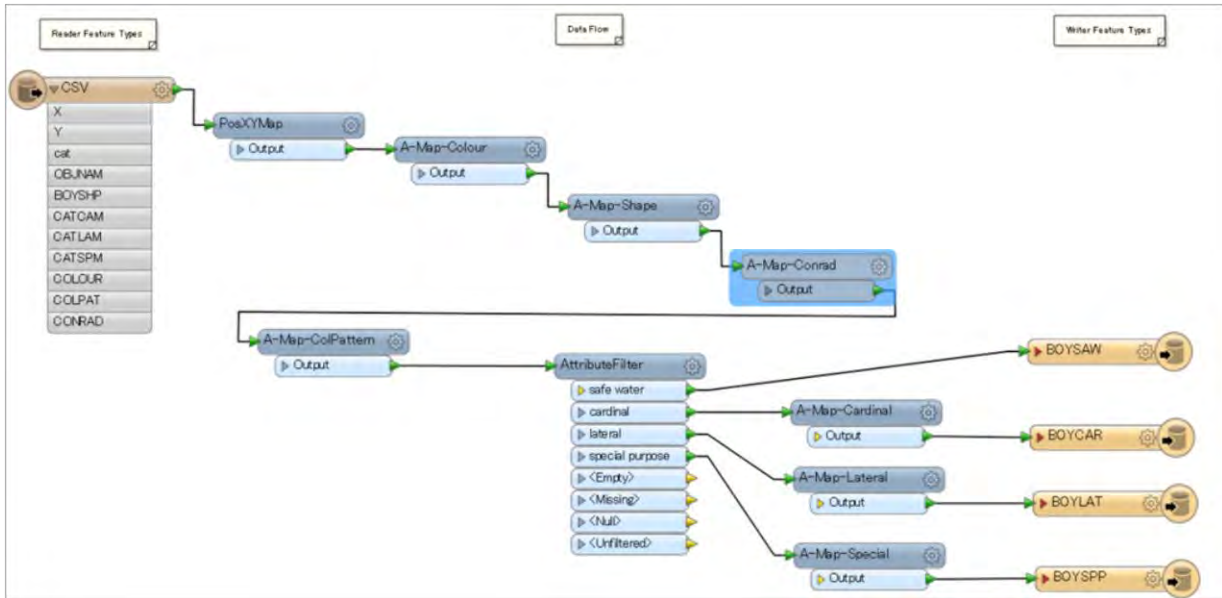 Reader Feature Types
Data Flow
Writer Feature Types
CSV
X
Y
cat
OBJNAM
BOYSHP
CATCAM
CATLAM
CATSPM
COLOUR
COLPAT
CONRAD
PosXYMap
Output
A-Map-Colour
Output
A-Map-Shape
Output
A-Map-Conrad
Output
A-Map-ColPattern
Output
AttributeFilter
safe water
cardinal
lateral
special purpose
<Empty>
<Missing>
<Null>
<Unfiltered>
A-Map-Cardinal
Output
A-Map-Lateral
Output
A-Map-Special
Output
BOYSAW
BOYCAR
BOYLAT
BOYSPP